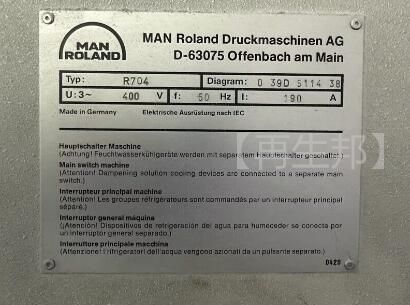 MAN
ROLAND
MAN Roland Druckmaschinen AG
D-63075 Offenbach am Main
Typ: R704 Diagram: 0 39D 5114 38
U: 3~ 400 V f: 50 Hz I: 190 A
Made in Germany Elektrische Ausrüstung nach IEC
Hauptschalter Maschine
(Achtung! Feuchtwasserkühlgeräte werden mit separatem Hauptschalter geschaltet.)
Main switch machine
(Attention! Dampening solution cooling devices are connected to a separate main
switch.)
Interrupteur principal machine
(Attention! Les groupes réfrigérateurs sont commandés par un interrupteur principal
séparé.)
Interruptor general máquina
(¡Atención! Dispositivos de refrigeración del agua para humedecer se conecta por
un interruptor general separado.)
Interruttore principale macchina
(Attenzione! I refrigeratori dell'acqua vengono azionati da un pulsante separato.)
0420
【再生邦】